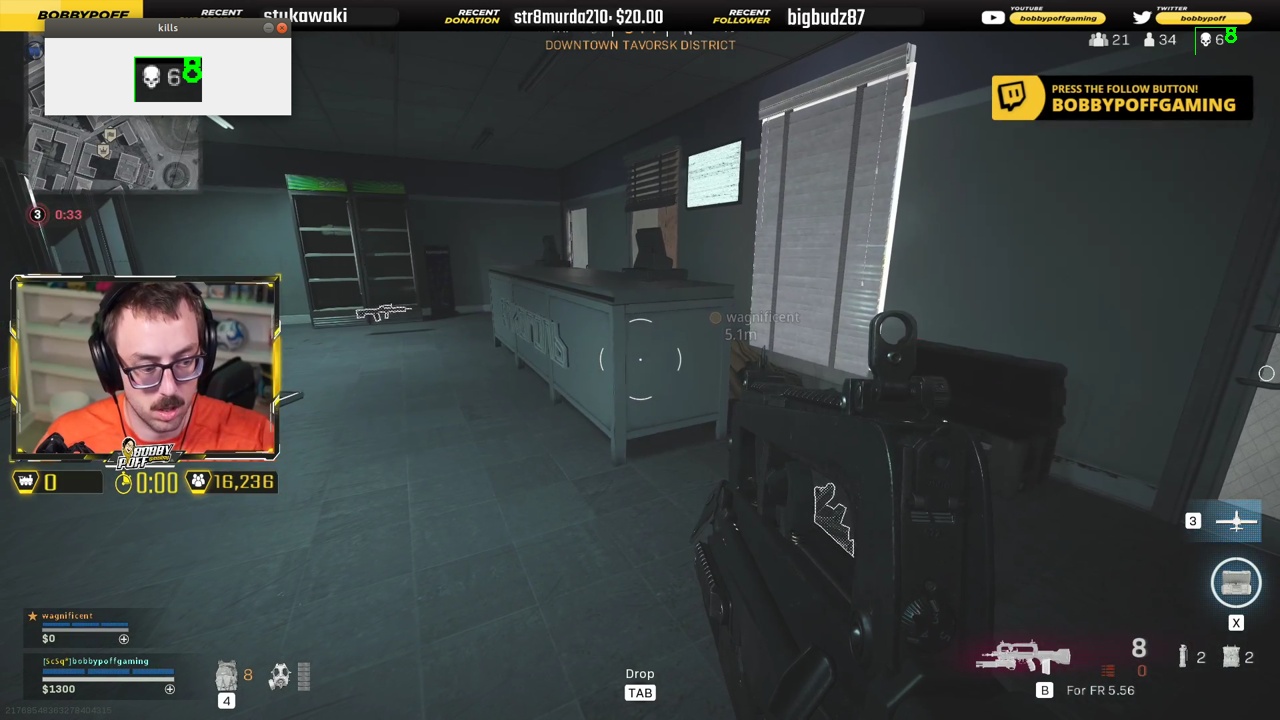 BOBBYPOFF
RECENT
stukawaki
RECENT
DONATION
str8murda210: $20.00
RECENT
FOLLOWER
bigbudz87
YOUTUBE
bobbypoffgaming
TWITTER
bobbypoff
kills
6
8
DOWNTOWN TAVORSK DISTRICT
21
34
6
8
PRESS THE FOLLOW BUTTON!
BOBBYPOFFGAMING
3
0:33
wagnificent
5.1m
BOBBY
POFF
0
0:00
16,236
3
X
wagnificent
$0
[ScSq*]bobbypoffgaming
$1300
8
4
Drop
TAB
8
0
2
2
B
For FR 5.56